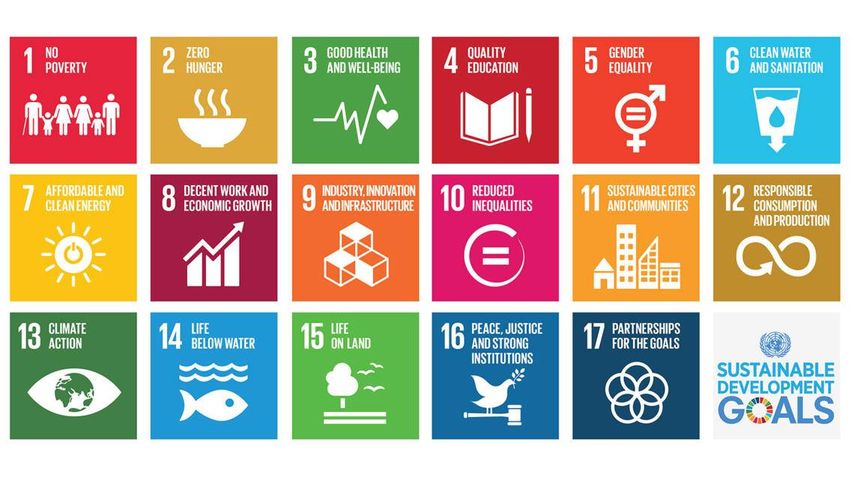 1 NO
POVERTY
2 ZERO
HUNGER
3 GOOD HEALTH
AND WELL-BEING
4 QUALITY
EDUCATION
5 GENDER
EQUALITY
6 CLEAN WATER
AND SANITATION
7 AFFORDABLE AND
CLEAN ENERGY
8 DECENT WORK AND
ECONOMIC GROWTH
9 INDUSTRY, INNOVATION
AND INFRASTRUCTURE
10 REDUCED
INEQUALITIES
11 SUSTAINABLE CITIES
AND COMMUNITIES
12 RESPONSIBLE
CONSUMPTION
AND PRODUCTION
13 CLIMATE
ACTION
14 LIFE
BELOW WATER
15 LIFE
ON LAND
16 PEACE, JUSTICE
AND STRONG
INSTITUTIONS
17 PARTNERSHIPS
FOR THE GOALS
SUSTAINABLE
DEVELOPMENT
GOALS